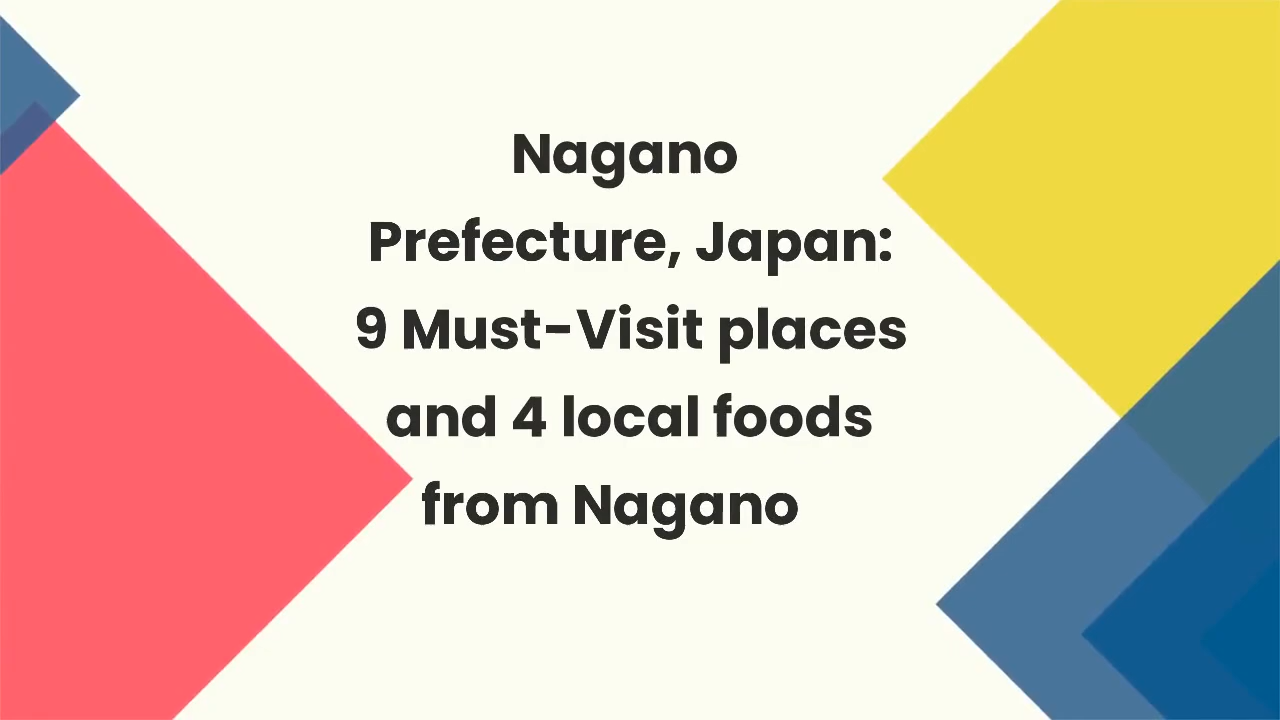 Nagano
Prefecture, Japan:
9 Must-Visit places
and 4 local foods
from Nagano